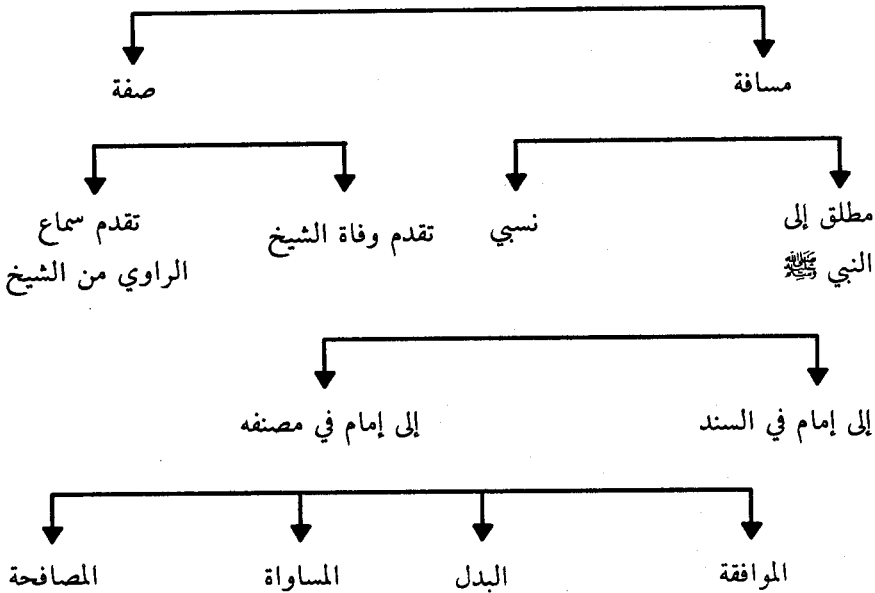 مسافة
صفة
مطلق إلى
النبي ﷺ
نسبي
تقدم وفاة الشيخ
تقدم سماع
الراوي من الشيخ
إلى إمام في السند
إلى إمام في مصنفه
الموافقة
البدل
المساواة
المصافحة